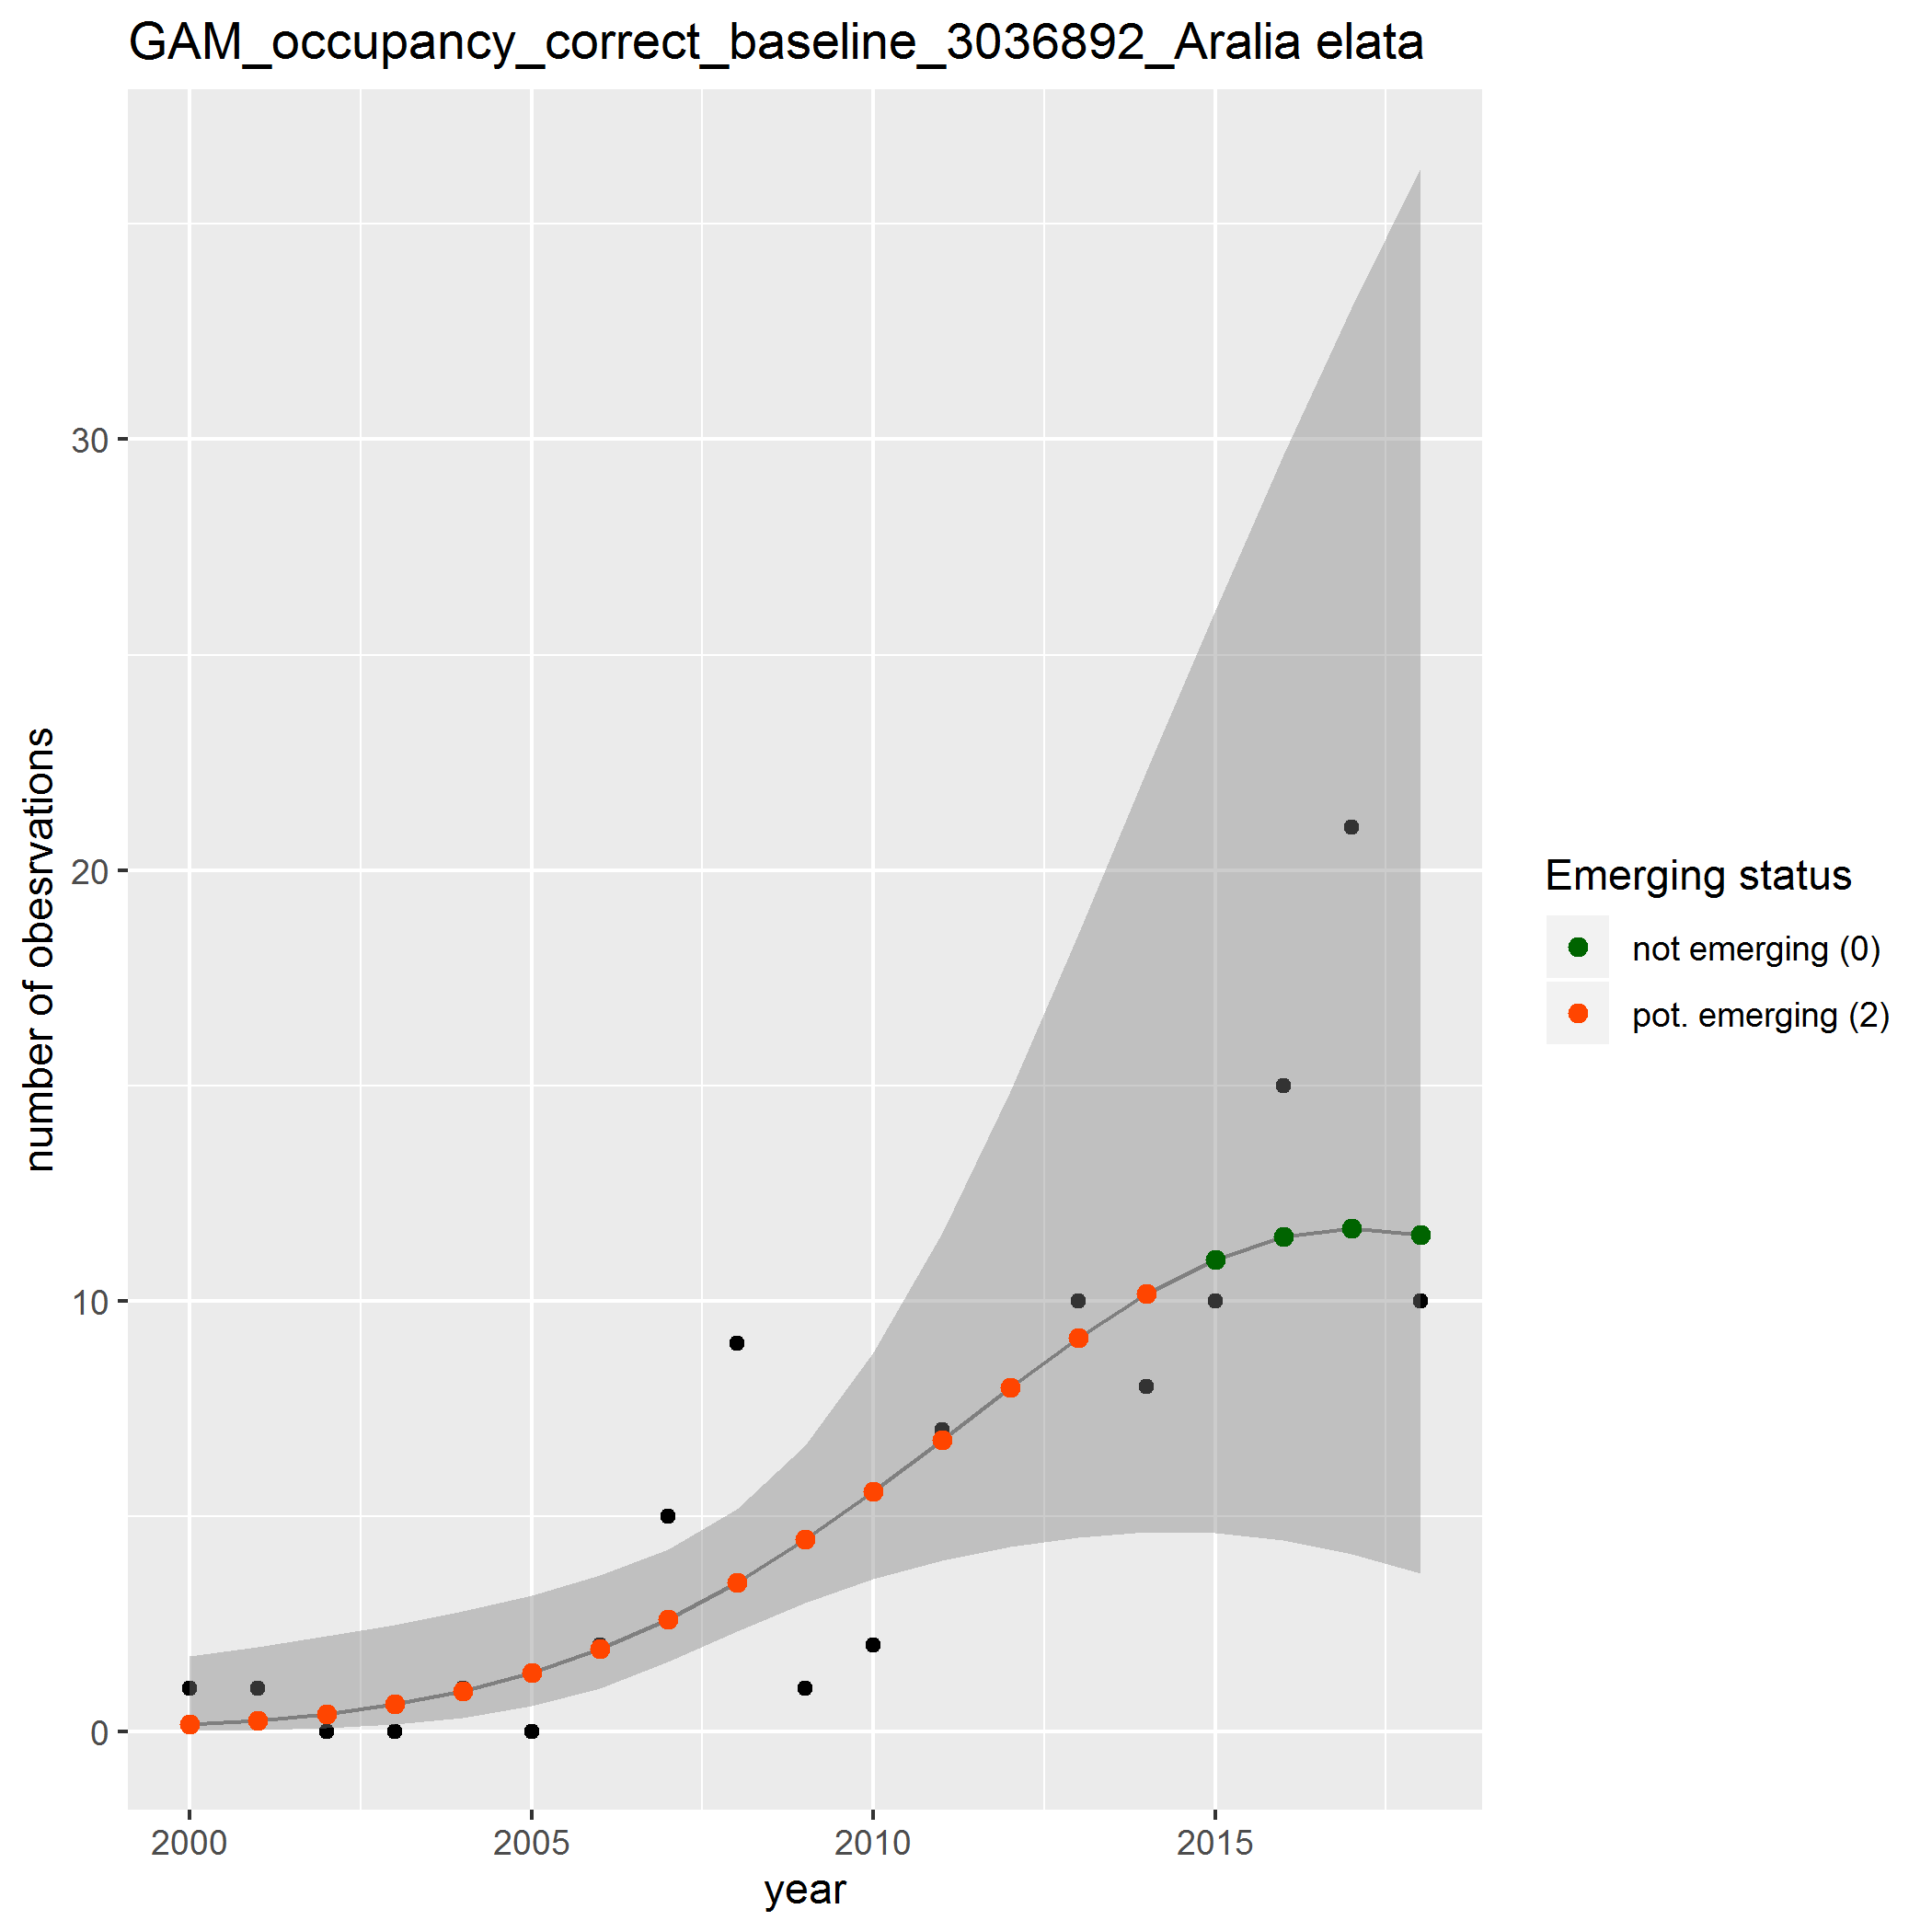 GAM_occupancy_correct_baseline_3036892_Aralia elata
30
20
10
0
number of obesrvations
2000
2005
2010
2015
year
Emerging status
not emerging (0)
pot. emerging (2)